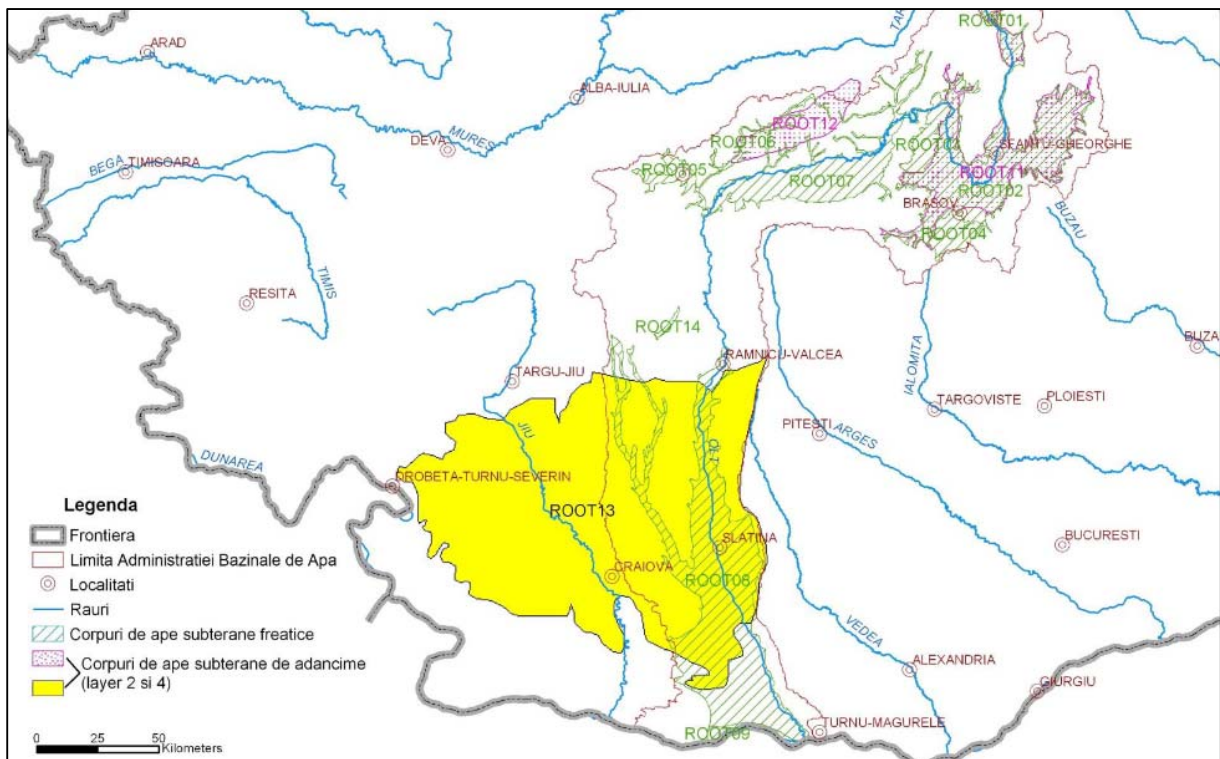 ROOT01
TAR
ARAD
ALBA-IULIA
ROOT12
MURES
DEVA
ROOT06
ROOT03
SFANTU-GHEORGHE
BEGA
TIMISOARA
ROOT05
ROOT07
ROOT11
ROOT02
BRASOV
ROOT04
BUZAU
TIMIS
RESITA
ROOT14
RAMNICU-VALCEA
IALOMITA
BUZA
TARGU-JIU
TARGOVISTE
PLOIESTI
PITESTI
ARGES
JIU
OLT
DUNAREA
DROBETA-TURNU-SEVERIN
ROOT13
SLATINA
BUCURESTI
CRAIOVA
ROOT08
VEDEA
ALEXANDRIA
GIURGIU
TURNU-MAGURELE
ROOT09
Legenda
Frontiera
Limita Administratiei Bazinale de Apa
Localitati
Rauri
Corpuri de ape subterane freatice
Corpuri de ape subterane de adancime
(layer 2 si 4)
0 25 50
Kilometers